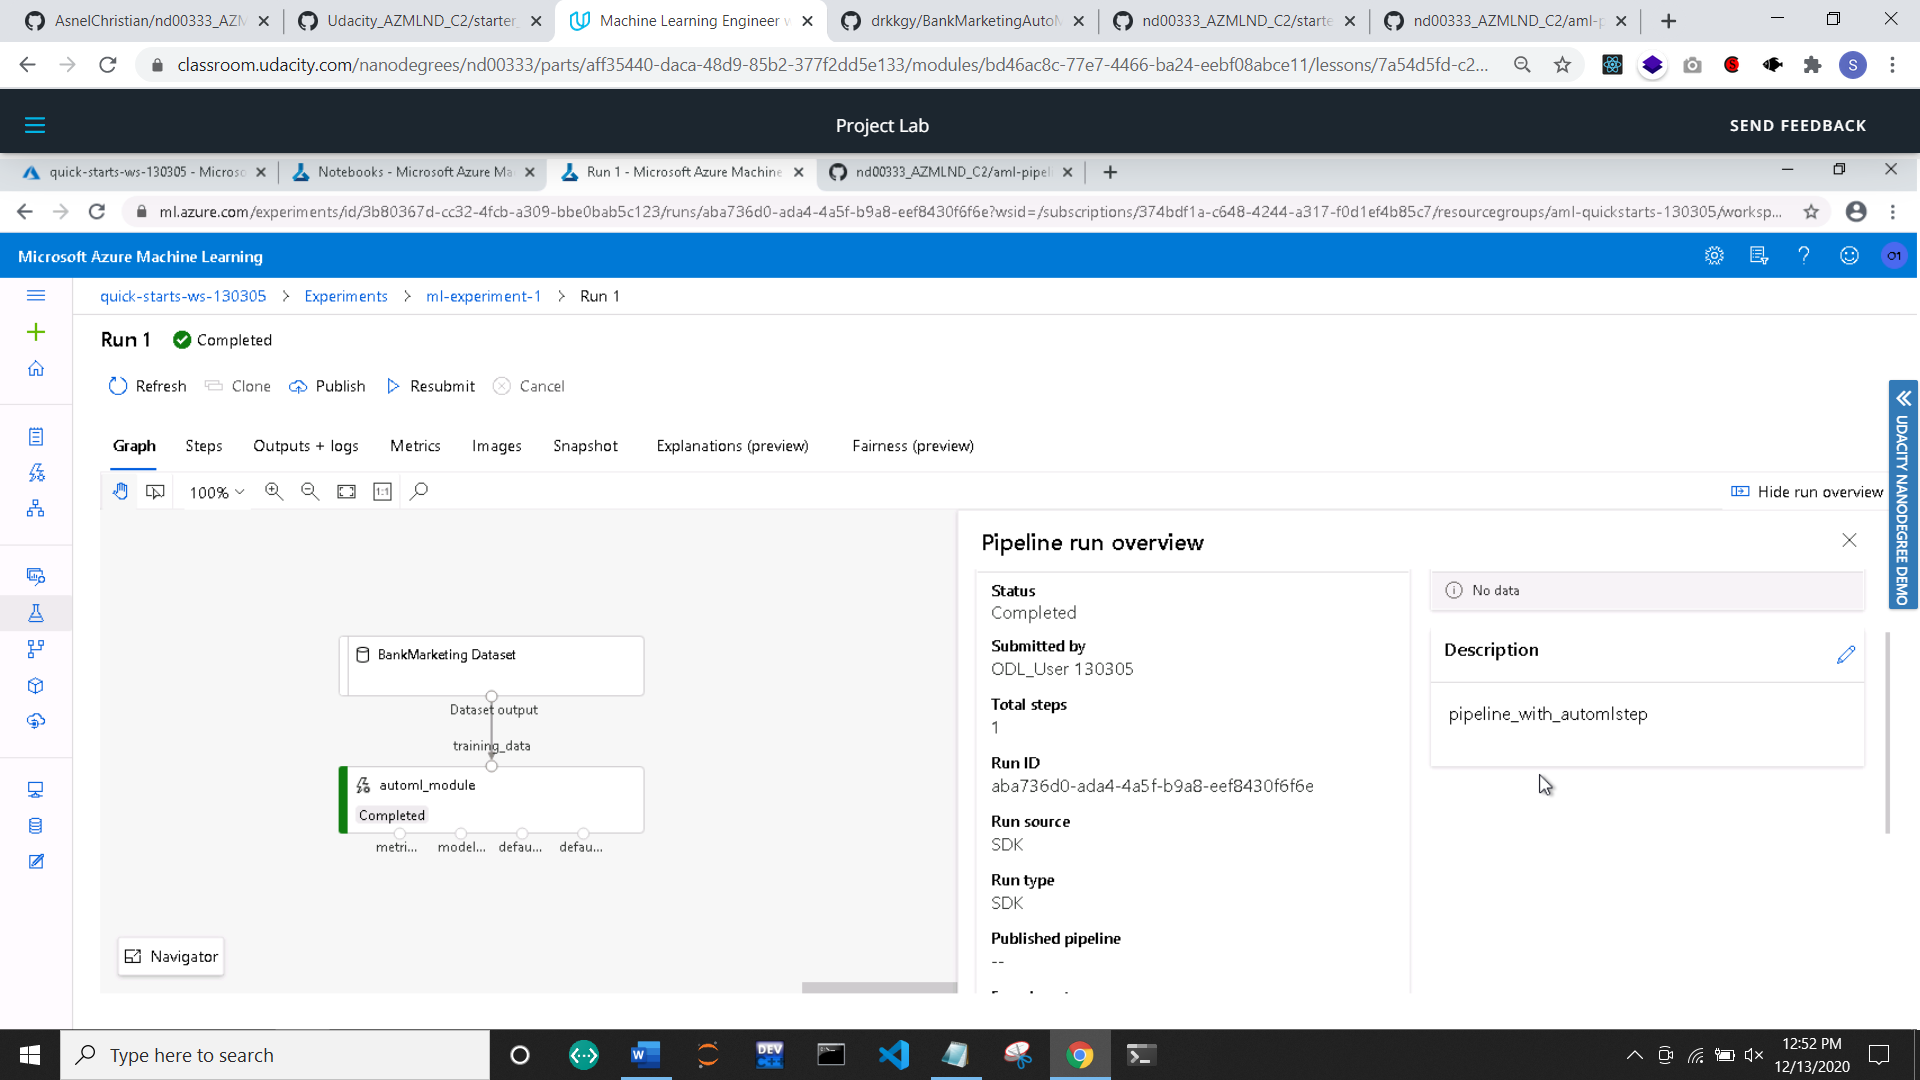 AsnelChristian/nd00333_AZM
Udacity_AZMLND_C2/starter_
Machine Learning Engineer w
drkkgy/BankMarketingAutoM
nd00333_AZMLND_C2/starte
nd00333_AZMLND_C2/aml-p
classroom.udacity.com/nanodegrees/nd00333/parts/aff35440-daca-48d9-85b2-377f2dd5e133/modules/bd46ac8c-77e7-4466-ba24-eebf08abce11/lessons/7a54d5fd-c2...
S
Project Lab
SEND FEEDBACK
quick-starts-ws-130305 - Microso
Notebooks - Microsoft Azure Ma
Run 1 - Microsoft Azure Machine
nd00333_AZMLND_C2/aml-pipeli
ml.azure.com/experiments/id/3b80367d-cc32-4fcb-a309-bbe0bab5c123/runs/aba736d0-ada4-4a5f-b9a8-eef8430f6f6e?wsid=/subscriptions/374bdf1a-c648-4244-a317-f0d1ef4b85c7/resourcegroups/aml-quickstarts-130305/worksp...
Microsoft Azure Machine Learning
O1
quick-starts-ws-130305 > Experiments > ml-experiment-1 > Run 1
Run 1 Completed
Refresh Clone Publish Resubmit Cancel
Graph Steps Outputs + logs Metrics Images Snapshot Explanations (preview) Fairness (preview)
100% 1:1
Hide run overview
UDACITY NANODEGREE DEMO
BankMarketing Dataset
Dataset output
training_data
automl_module
Completed
metri... model... defau... defau...
Navigator
Pipeline run overview
Status
Completed
Submitted by
ODL_User 130305
Total steps
1
Run ID
aba736d0-ada4-4a5f-b9a8-eef8430f6f6e
Run source
SDK
Run type
SDK
Published pipeline
--
No data
Description
pipeline_with_automlstep
Type here to search
DEV
12:52 PM
12/13/2020